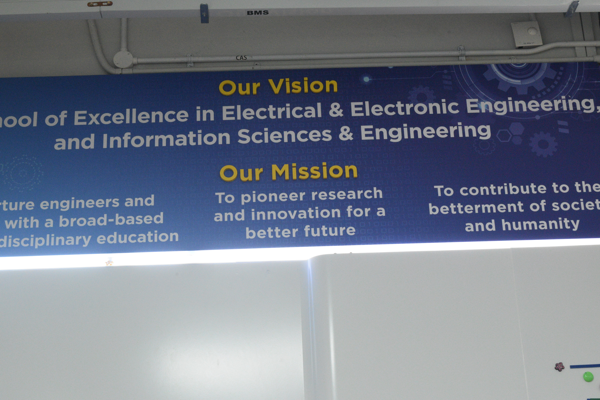 BMS
CR5
Our Vision
hool of Excellence in Electrical & Electronic Engineering,
and Information Sciences & Engineering
Our Mission
rture engineers and
with a broad-based
disciplinary education
To pioneer research
and innovation for a
better future
To contribute to the
betterment of societ
and humanity